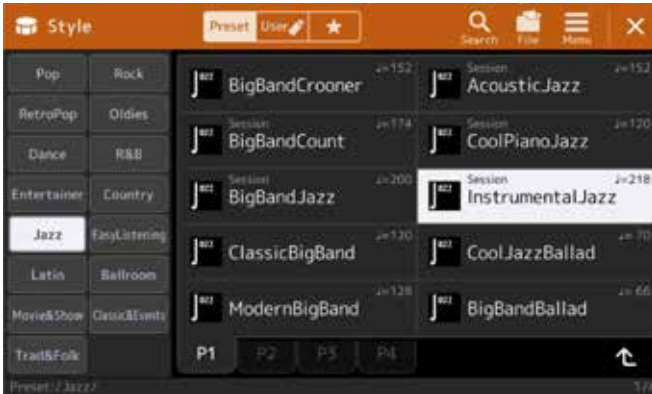 Style
Preset User ★
Search File Menu ×
Pop Rock
RetroPop Oldies
Dance R&B
Entertainer Country
Jazz EasyListening
Latin Ballroom
Movie&Show Classic&Events
Trad&Folk
♩=152
BigBandCrooner
Session ♩=152
AcousticJazz
Session ♩=174
BigBandCount
Session ♩=120
CoolPianoJazz
Session ♩=200
BigBandJazz
Session ♩=218
InstrumentalJazz
♩=120
ClassicBigBand
♩= 70
CoolJazzBallad
♩=128
ModernBigBand
♩= 66
BigBandBallad
P1 P2 P3 P4
Preset:/Jazz/